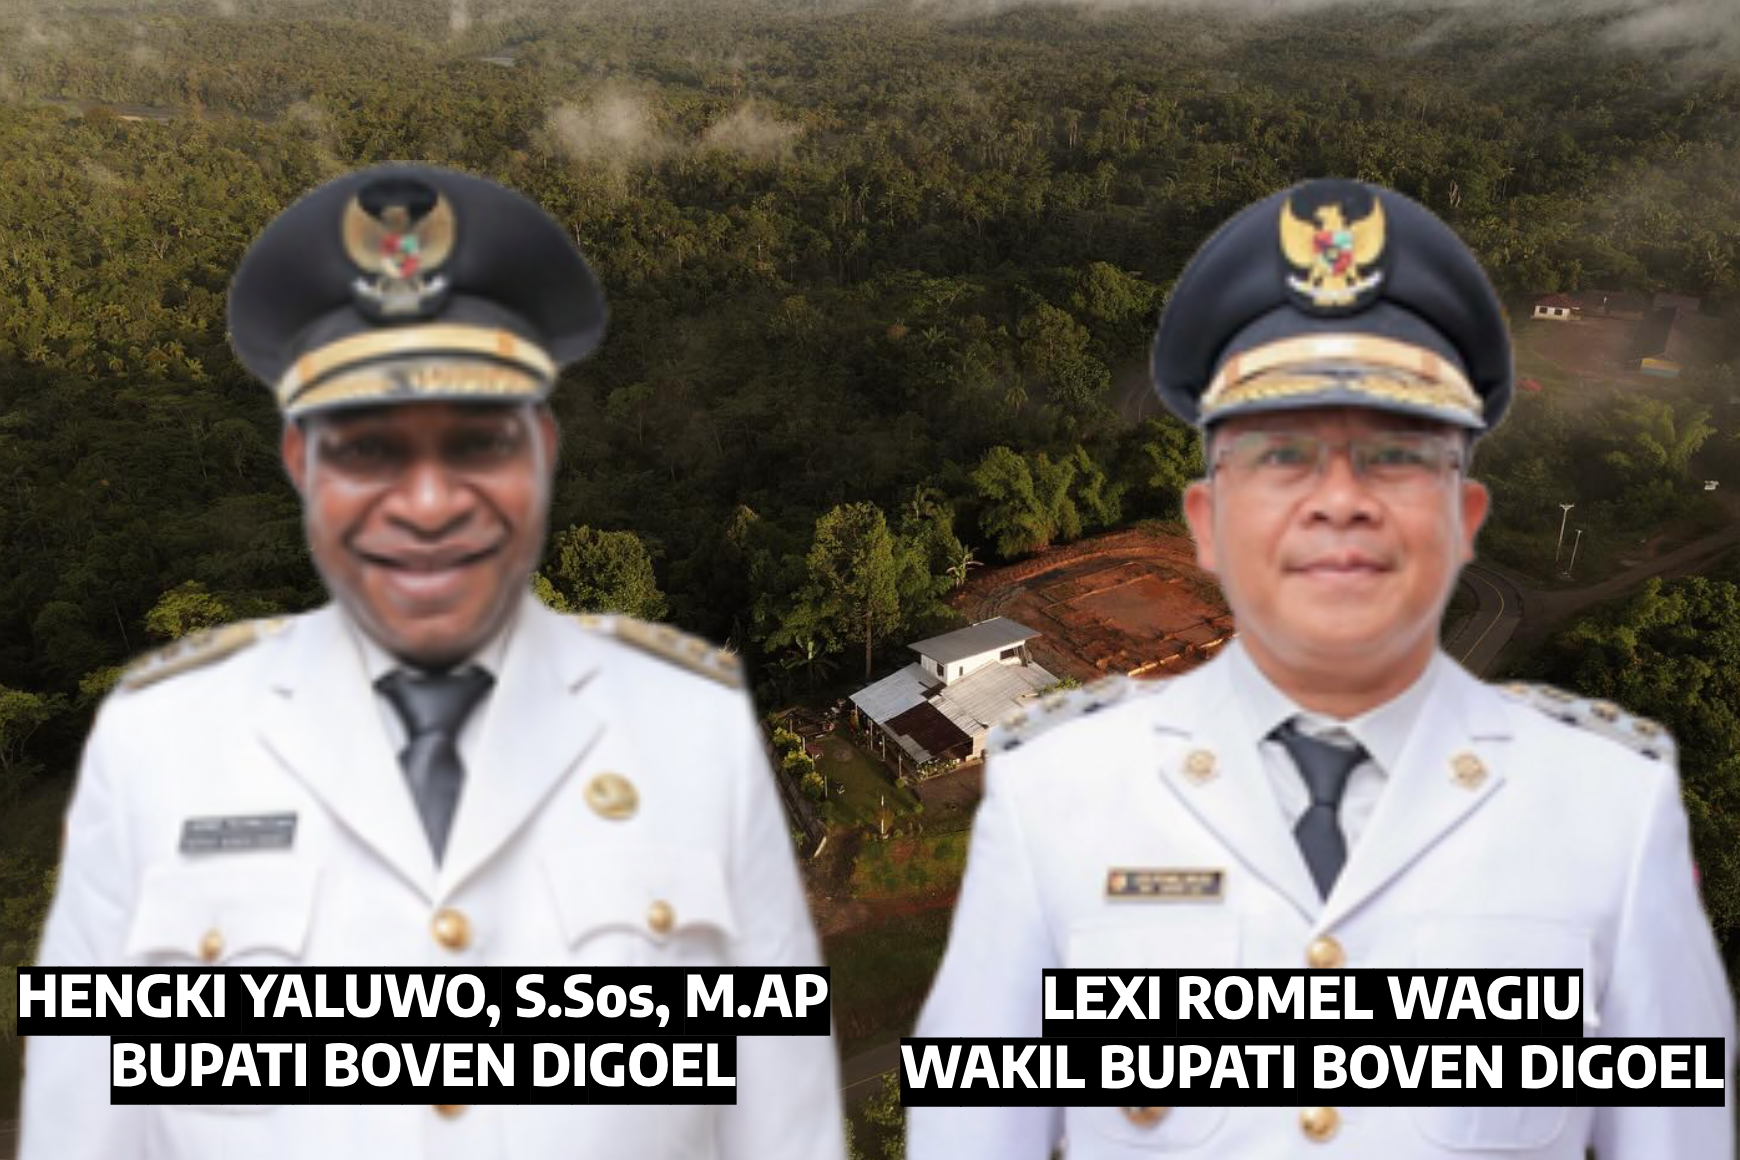 HENGKI YALUWO, S.Sos, M.AP
BUPATI BOVEN DIGOEL
LEXI ROMEL WAGIU
WAKIL BUPATI BOVEN DIGOEL